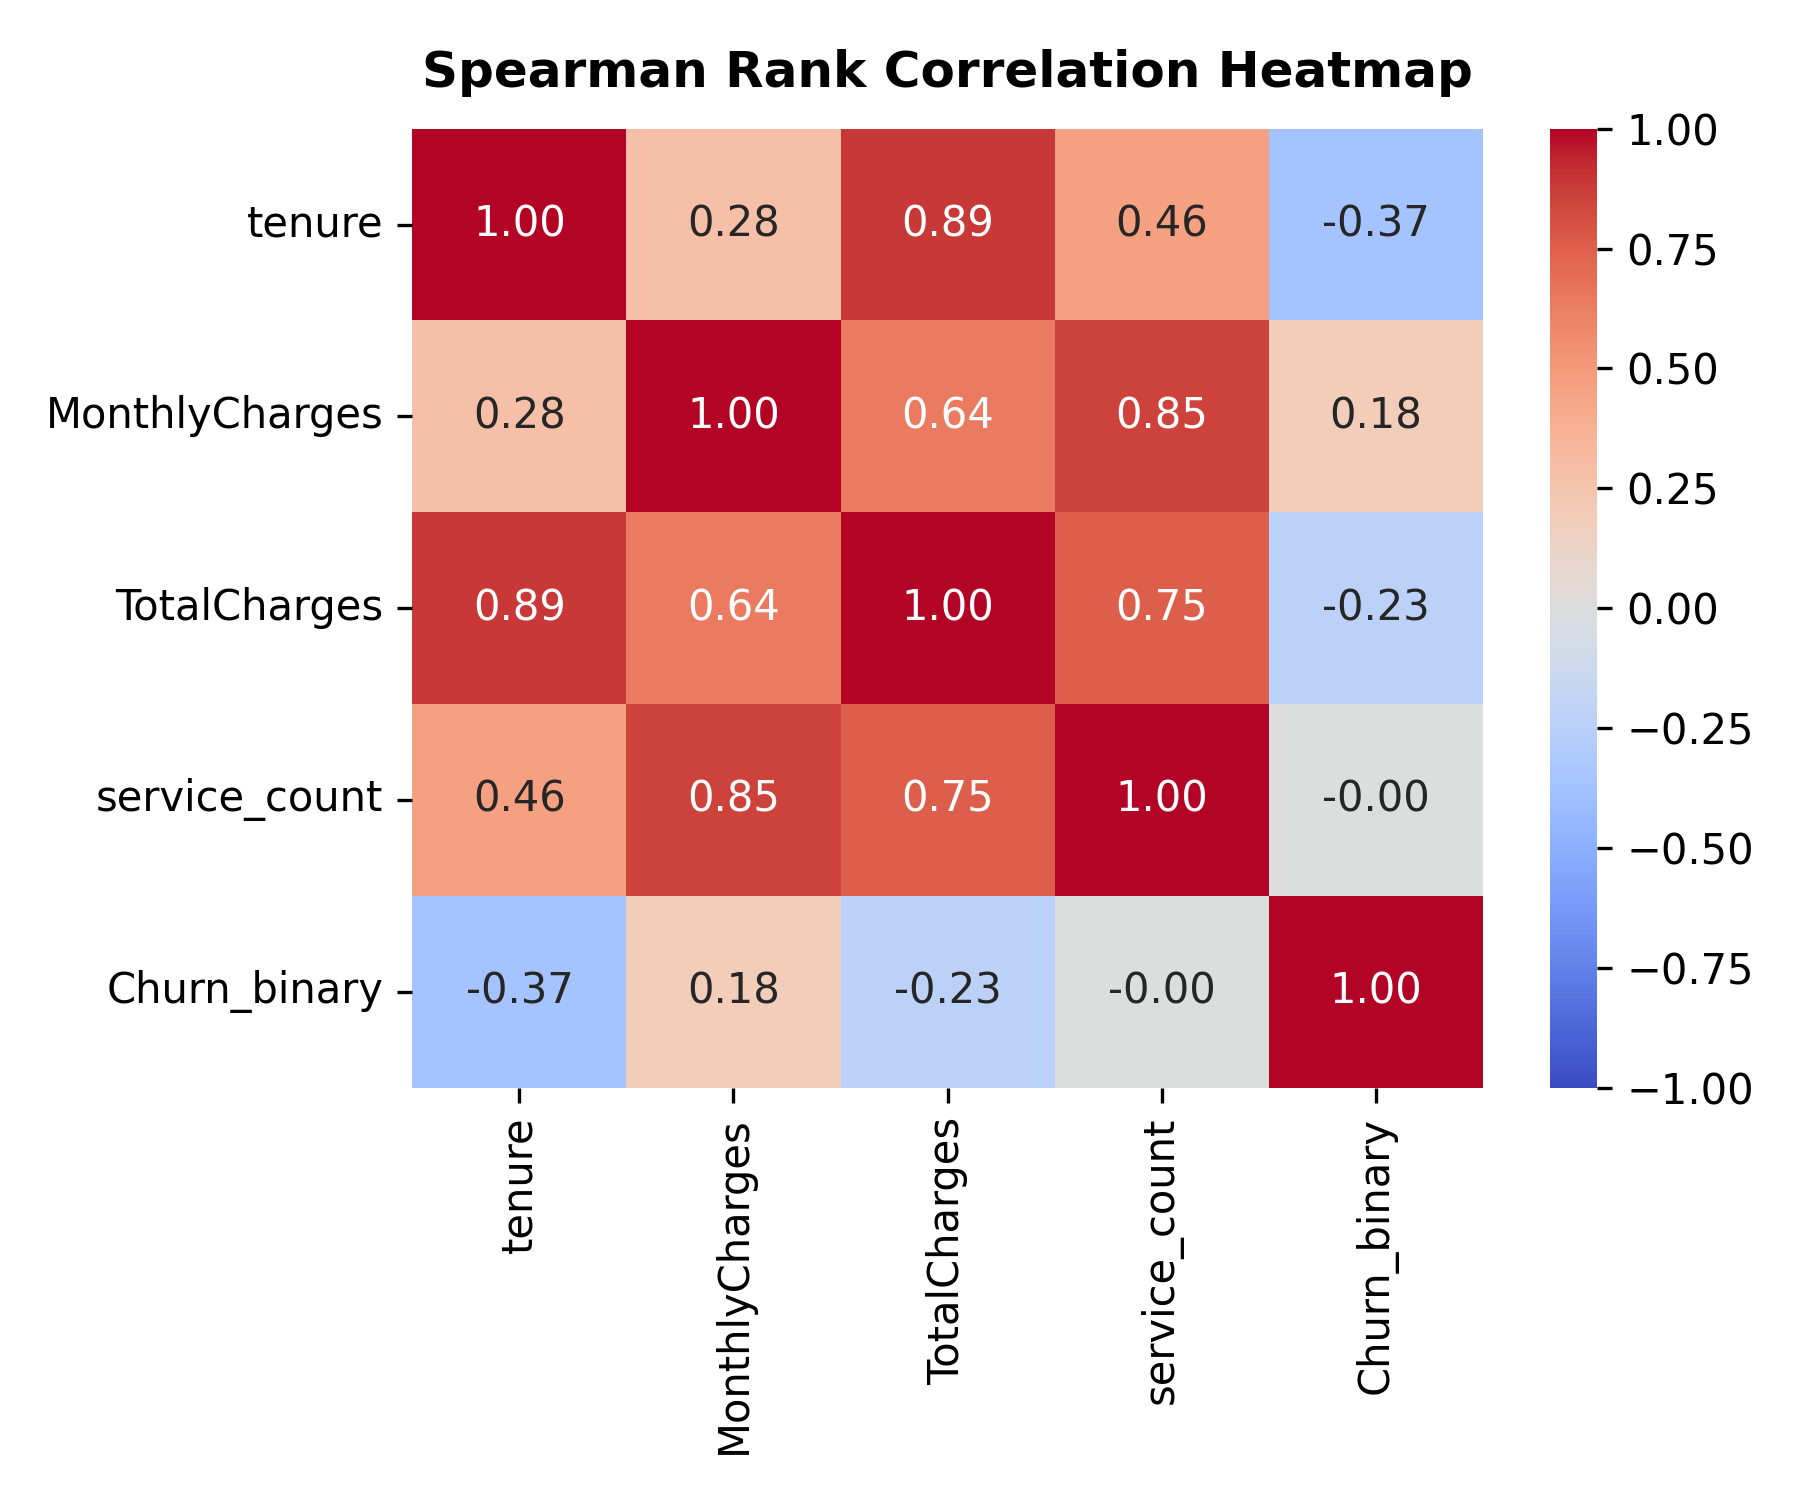 Spearman Rank Correlation Heatmap
tenure 1.00 0.28 0.89 0.46 -0.37
MonthlyCharges 0.28 1.00 0.64 0.85 0.18
TotalCharges 0.89 0.64 1.00 0.75 -0.23
service_count 0.46 0.85 0.75 1.00 -0.00
Churn_binary -0.37 0.18 -0.23 -0.00 1.00
tenure
MonthlyCharges
TotalCharges
service_count
Churn_binary
1.00
0.75
0.50
0.25
0.00
−0.25
−0.50
−0.75
−1.00